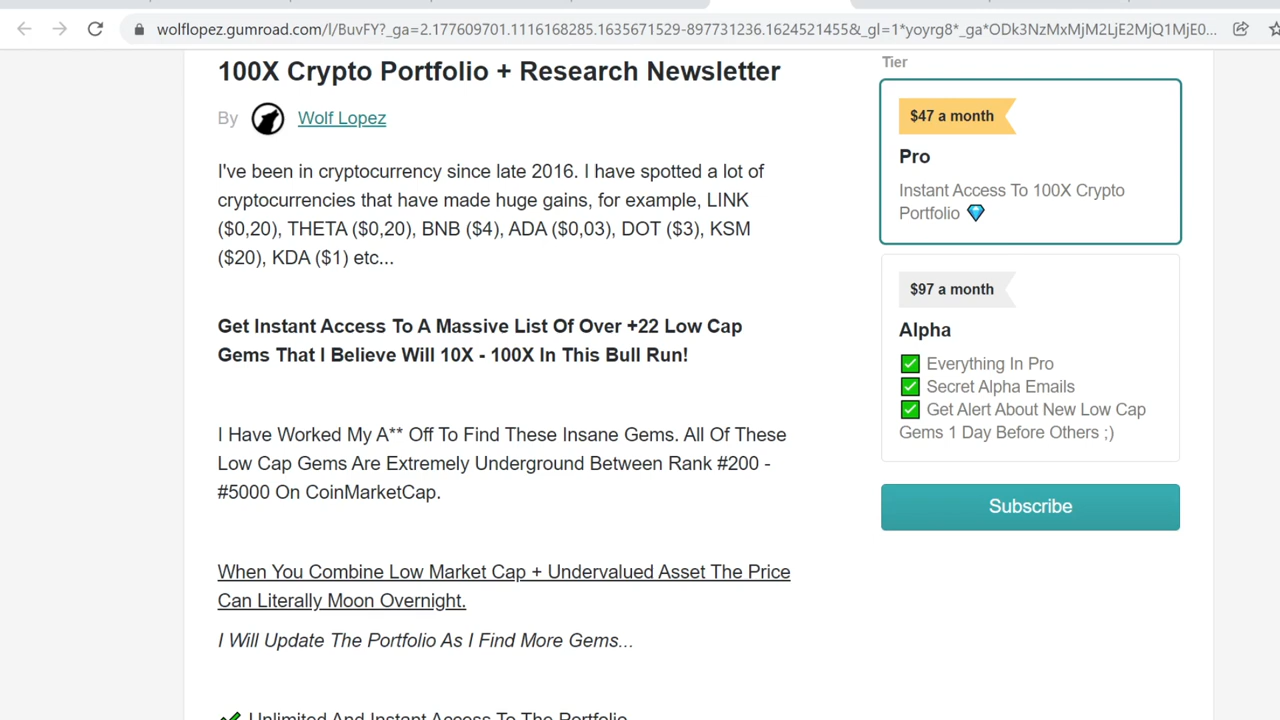 wolflopez.gumroad.com/l/BuvFY?_ga=2.177609701.1116168285.1635671529-897731236.1624521455&_gl=1*yoyrg8*_ga*ODk3NzMxMjM2LjE2MjQ1MjE0...
100X Crypto Portfolio + Research Newsletter
By Wolf Lopez
I've been in cryptocurrency since late 2016. I have spotted a lot of
cryptocurrencies that have made huge gains, for example, LINK
($0,20), THETA ($0,20), BNB ($4), ADA ($0,03), DOT ($3), KSM
($20), KDA ($1) etc...
Get Instant Access To A Massive List Of Over +22 Low Cap
Gems That I Believe Will 10X - 100X In This Bull Run!
I Have Worked My A** Off To Find These Insane Gems. All Of These
Low Cap Gems Are Extremely Underground Between Rank #200 -
#5000 On CoinMarketCap.
When You Combine Low Market Cap + Undervalued Asset The Price
Can Literally Moon Overnight.
I Will Update The Portfolio As I Find More Gems...
Unlimited And Instant Access To The Portfolio
Tier
$47 a month
Pro
Instant Access To 100X Crypto
Portfolio 💎
$97 a month
Alpha
✅ Everything In Pro
✅ Secret Alpha Emails
✅ Get Alert About New Low Cap
Gems 1 Day Before Others ;)
Subscribe